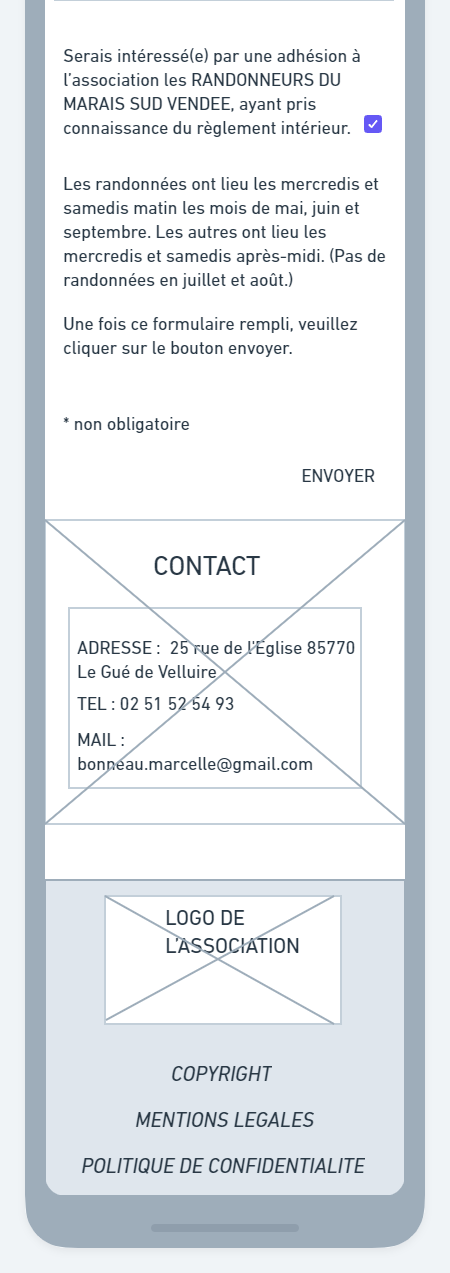 Serais intéressé(e) par une adhésion à
l'association les RANDONNEURS DU
MARAIS SUD VENDEE, ayant pris
connaissance du règlement intérieur.
Les randonnées ont lieu les mercredis et
samedis matin les mois de mai, juin et
septembre. Les autres ont lieu les
mercredis et samedis après-midi. (Pas de
randonnées en juillet et août.)
Une fois ce formulaire rempli, veuillez
cliquer sur le bouton envoyer.
* non obligatoire
ENVOYER
CONTACT
ADRESSE : 25 rue de l'Eglise 85770
Le Gué de Velluire
TEL : 02 51 52 54 93
MAIL :
bonneau.marcelle@gmail.com
LOGO DE
L'ASSOCIATION
COPYRIGHT
MENTIONS LEGALES
POLITIQUE DE CONFIDENTIALITE